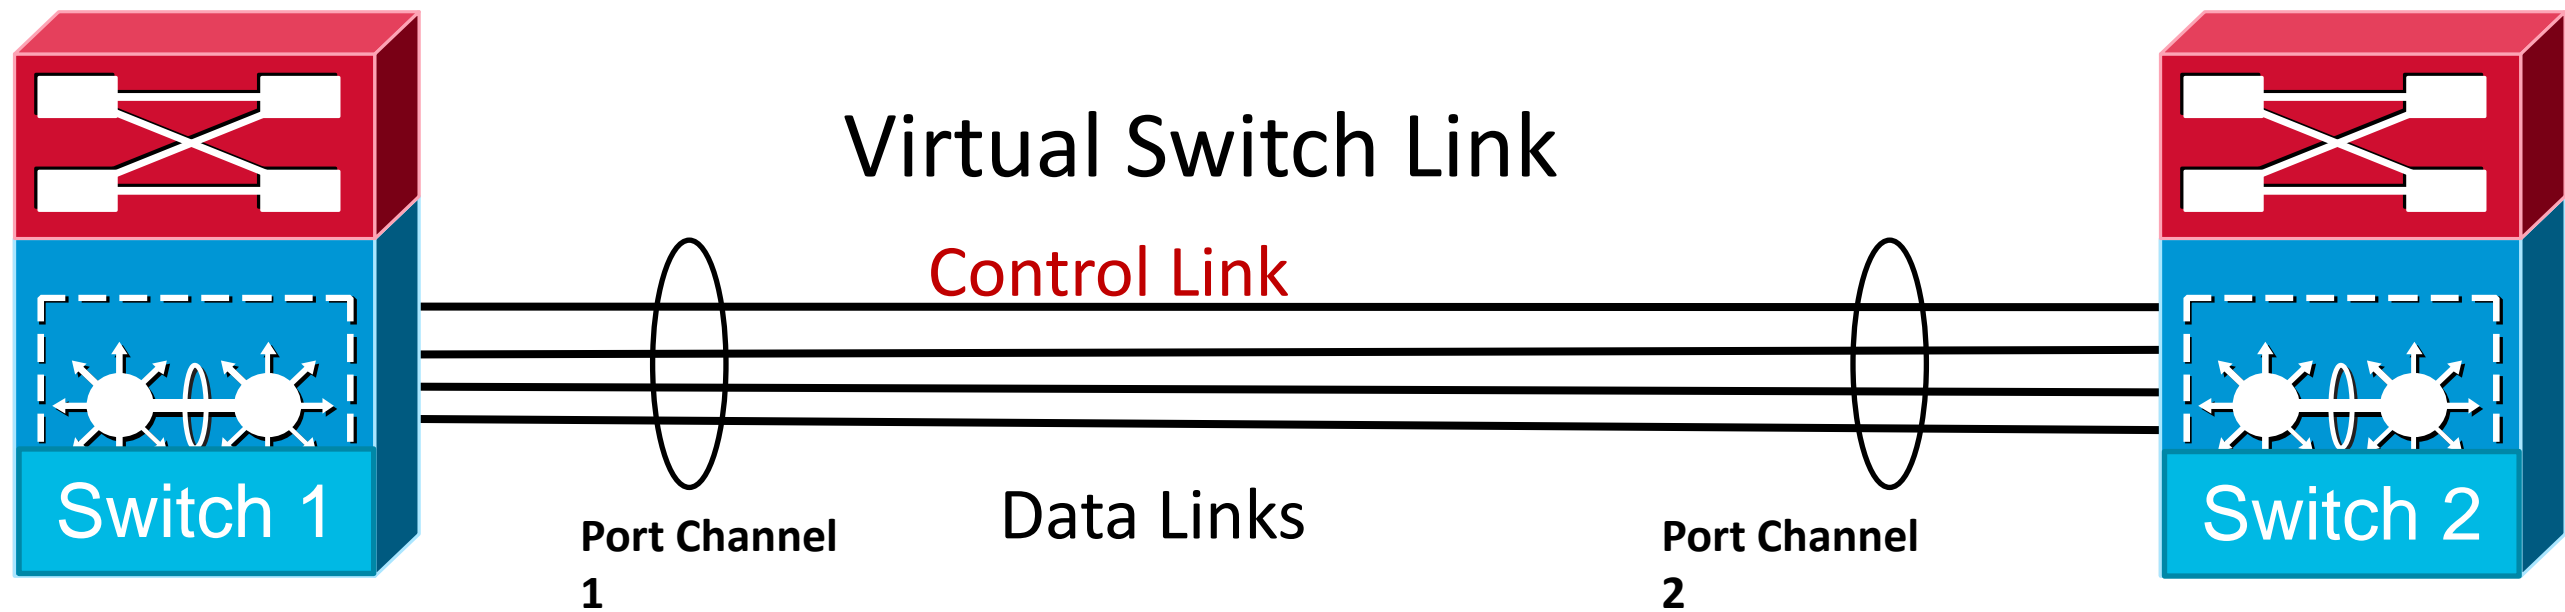 Virtual Switch Link
Control Link
Data Links
Port Channel
1
Port Channel
2
Switch 1
Switch 2